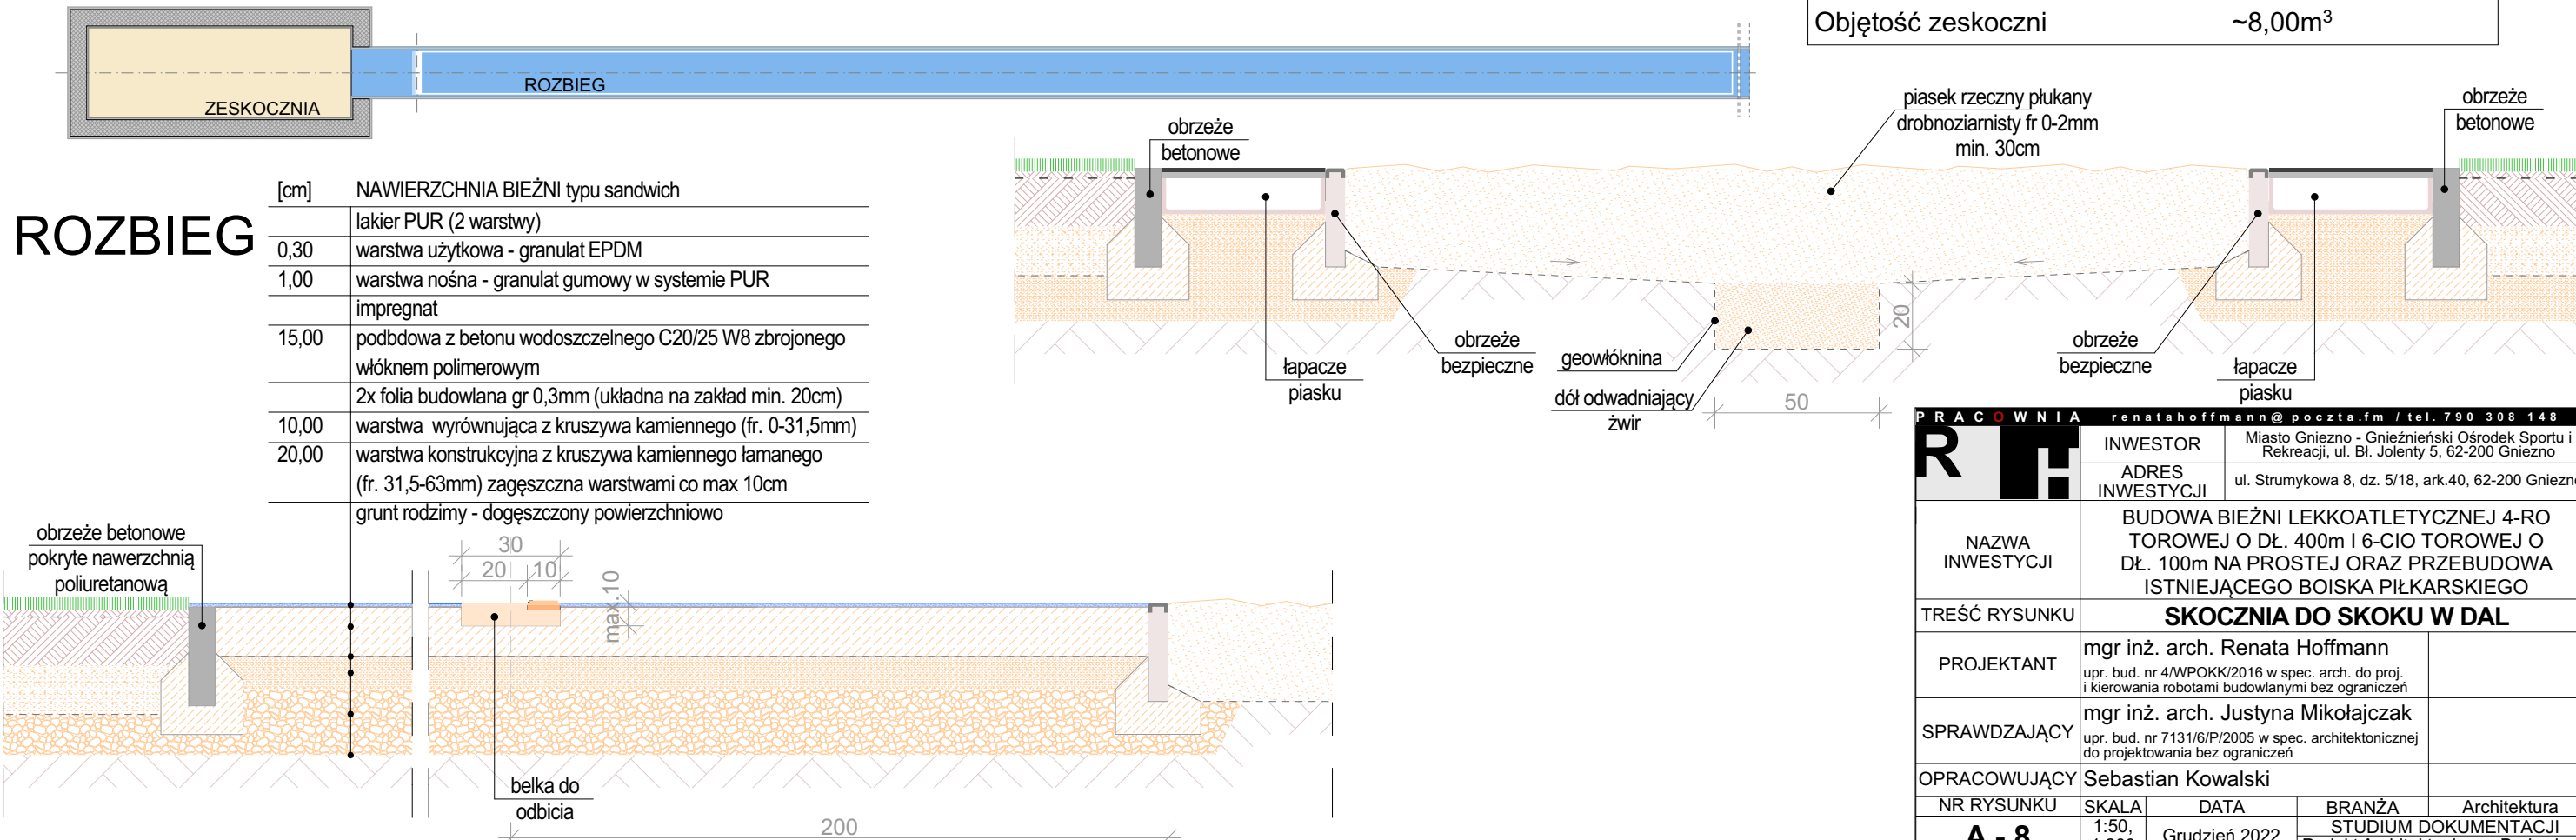 Objętość zeskoczni ~8,00m³
ZESKOCZNIA
ROZBIEG
piasek rzeczny płukany
drobnoziarnisty fr 0-2mm
min. 30cm
obrzeże
betonowe
obrzeże
betonowe
ROZBIEG
[cm] NAWIERZCHNIA BIEŻNI typu sandwich
lakier PUR (2 warstwy)
0,30 warstwa użytkowa - granulat EPDM
1,00 warstwa nośna - granulat gumowy w systemie PUR
impregnat
15,00 podbdowa z betonu wodoszczelnego C20/25 W8 zbrojonego
włóknem polimerowym
2x folia budowlana gr 0,3mm (układna na zakład min. 20cm)
10,00 warstwa wyrównująca z kruszywa kamiennego (fr. 0-31,5mm)
20,00 warstwa konstrukcyjna z kruszywa kamiennego łamanego
(fr. 31,5-63mm) zagęszczna warstwami co max 10cm
grunt rodzimy - dogęszczony powierzchniowo
łapacze
piasku
obrzeże
bezpieczne
geowłóknina
dół odwadniający
żwir
20
50
obrzeże
bezpieczne
łapacze
piasku
obrzeże betonowe
pokryte nawerzchnią
poliuretanową
30
20 10
max.10
belka do
odbicia
200
PRACOWNIA renatahoffmann@poczta.fm / tel. 790 308 148
R H
INWESTOR
Miasto Gniezno - Gnieźnieński Ośrodek Sportu i
Rekreacji, ul. Bł. Jolenty 5, 62-200 Gniezno
ADRES
INWESTYCJI
ul. Strumykowa 8, dz. 5/18, ark.40, 62-200 Gniezno
NAZWA
INWESTYCJI
BUDOWA BIEŻNI LEKKOATLETYCZNEJ 4-RO
TOROWEJ O DŁ. 400m I 6-CIO TOROWEJ O
DŁ. 100m NA PROSTEJ ORAZ PRZEBUDOWA
ISTNIEJĄCEGO BOISKA PIŁKARSKIEGO
TREŚĆ RYSUNKU SKOCZNIA DO SKOKU W DAL
PROJEKTANT
mgr inż. arch. Renata Hoffmann
upr. bud. nr 4/WPOKK/2016 w spec. arch. do proj.
i kierowania robotami budowlanymi bez ograniczeń
SPRAWDZAJĄCY
mgr inż. arch. Justyna Mikołajczak
upr. bud. nr 7131/6/P/2005 w spec. architektonicznej
do projektowania bez ograniczeń
OPRACOWUJĄCY Sebastian Kowalski
NR RYSUNKU SKALA DATA BRANŻA Architektura
A - 8 1:50, Grudzień 2022 STUDIUM DOKUMENTACJI